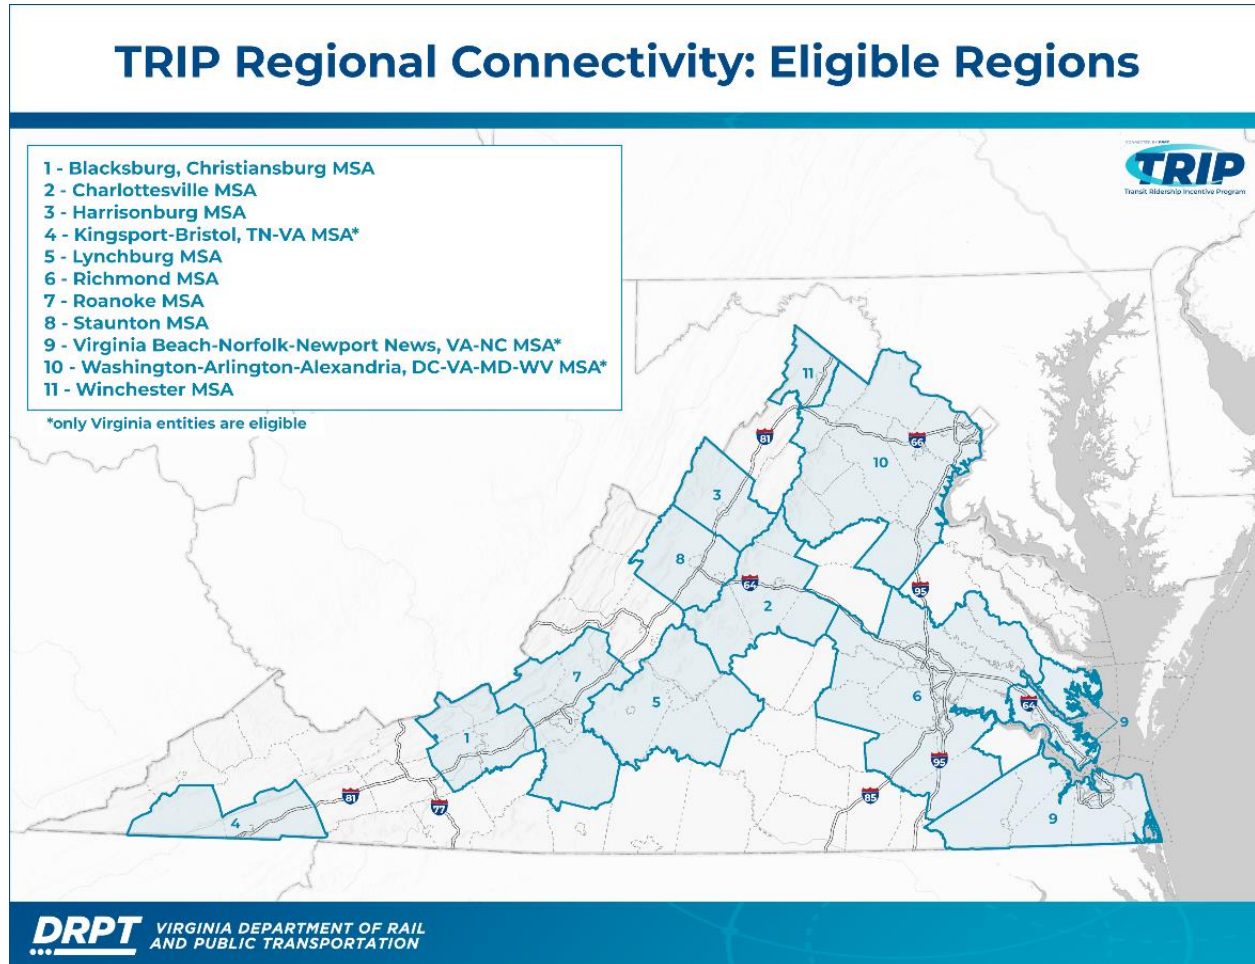 TRIP Regional Connectivity: Eligible Regions
CONNECTED BY DRPT
TRIP
Transit Ridership Incentive Program
1 - Blacksburg, Christiansburg MSA
2 - Charlottesville MSA
3 - Harrisonburg MSA
4 - Kingsport-Bristol, TN-VA MSA*
5 - Lynchburg MSA
6 - Richmond MSA
7 - Roanoke MSA
8 - Staunton MSA
9 - Virginia Beach-Norfolk-Newport News, VA-NC MSA*
10 - Washington-Arlington-Alexandria, DC-VA-MD-WV MSA*
11 - Winchester MSA
*only Virginia entities are eligible
11
81
66
10
3
8
64
95
2
7
5
6
64
9
1
95
81
77
85
4
9
DRPT
VIRGINIA DEPARTMENT OF RAIL
AND PUBLIC TRANSPORTATION